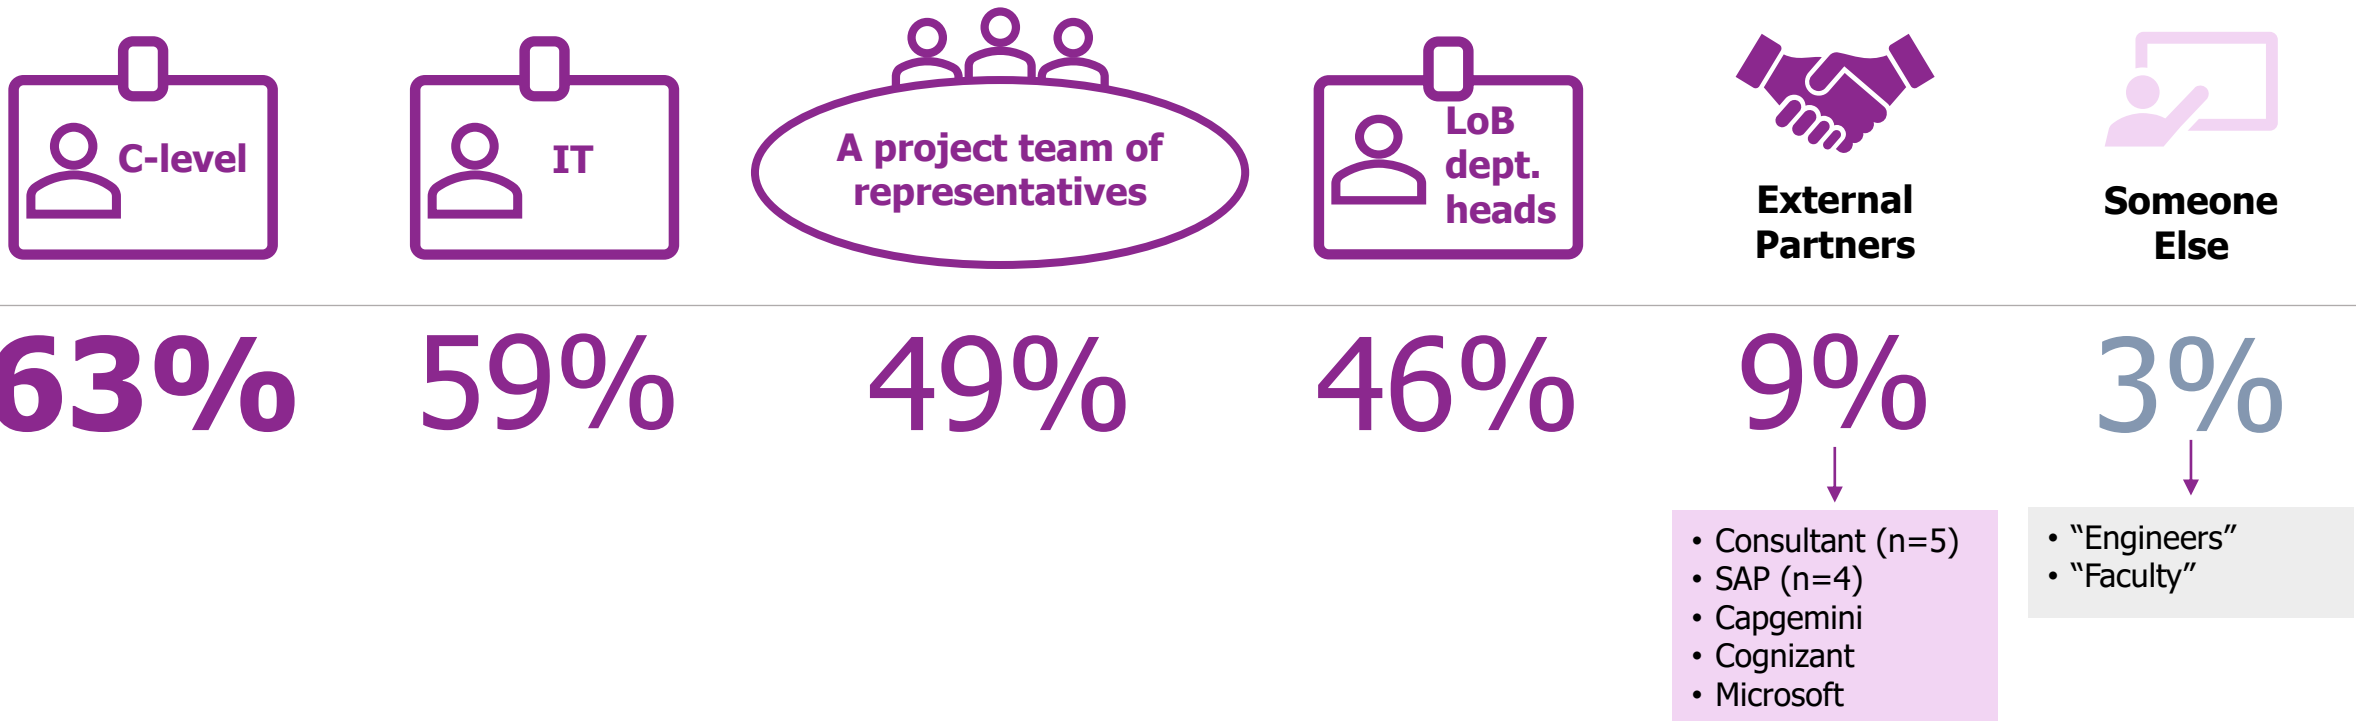 C-level
IT
A project team of
representatives
LoB
dept.
heads
External
Partners
Someone
Else
63%
59%
49%
46%
9%
3%
• Consultant (n=5)
• SAP (n=4)
• Capgemini
• Cognizant
• Microsoft
• “Engineers”
• “Faculty”